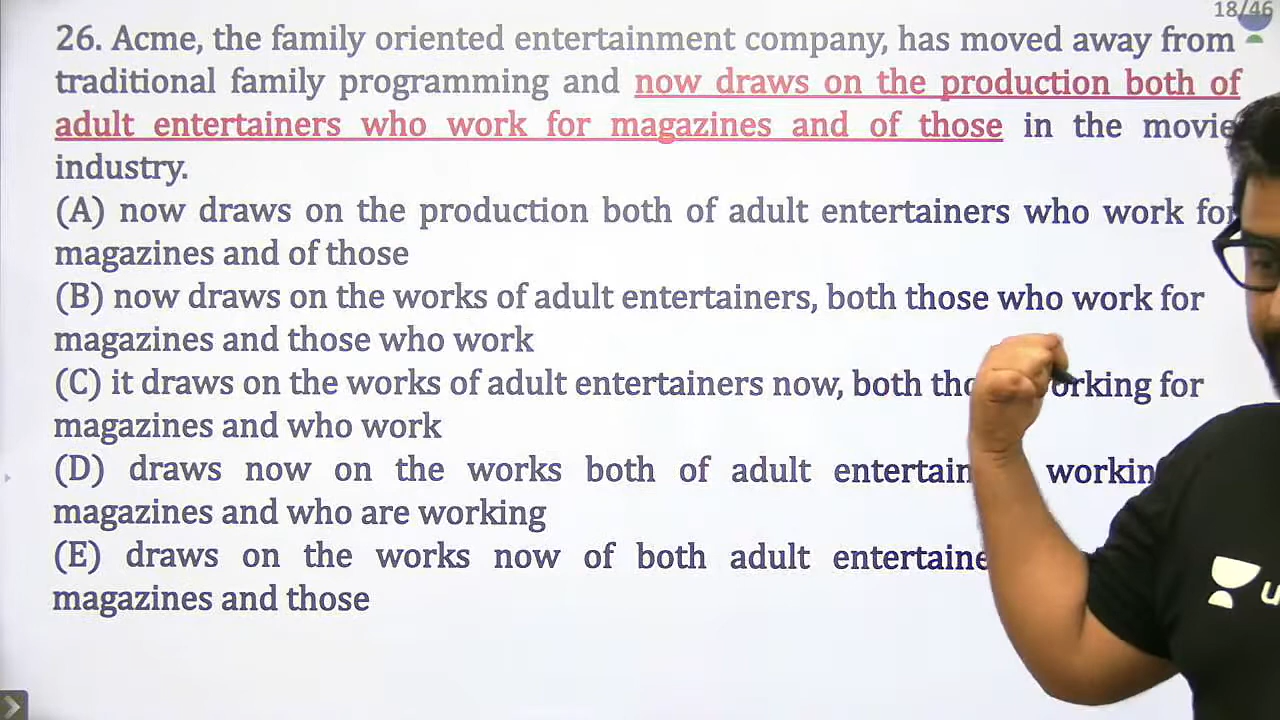 18/46
26. Acme, the family oriented entertainment company, has moved away from
traditional family programming and now draws on the production both of
adult entertainers who work for magazines and of those in the movie
industry.
(A) now draws on the production both of adult entertainers who work for
magazines and of those
(B) now draws on the works of adult entertainers, both those who work for
magazines and those who work
(C) it draws on the works of adult entertainers now, both for
magazines and who work
(D) draws now on the works both of adult
magazines and who are working
(E) draws on the works now of both adult
magazines and those